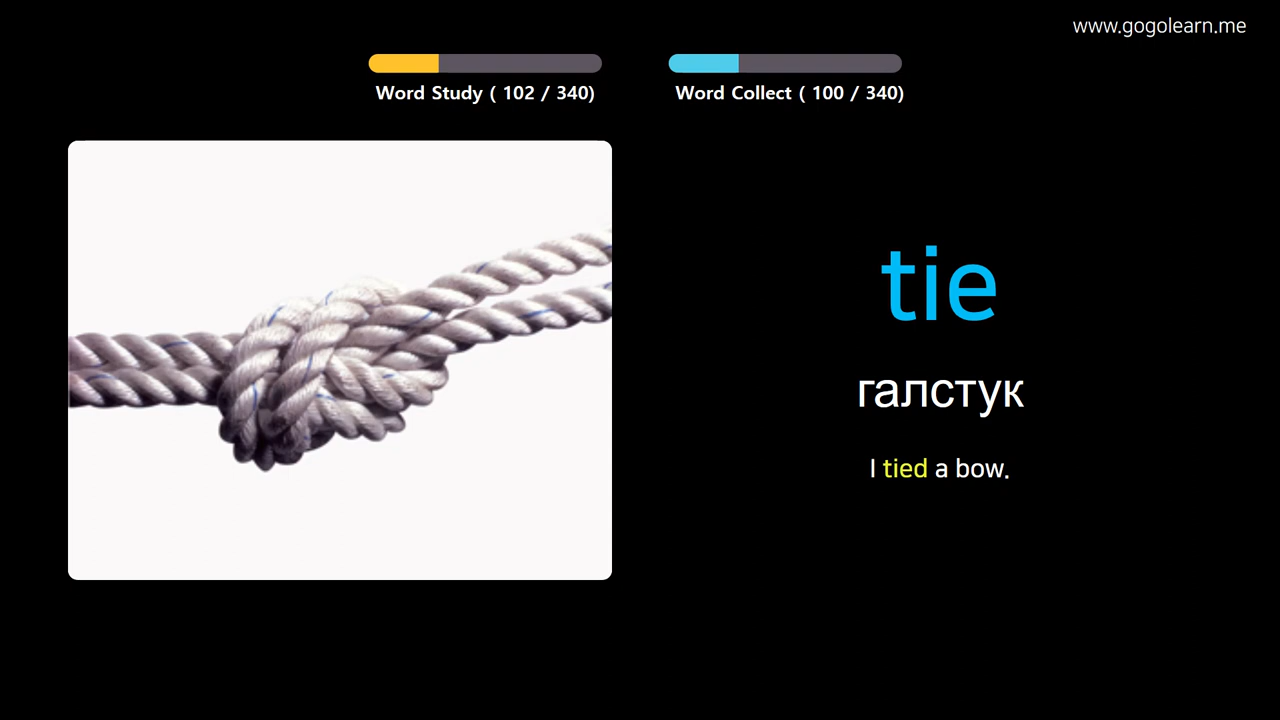 www.gogolearn.me
Word Study ( 102 / 340)
Word Collect ( 100 / 340)
tie
галстук
I tied a bow.